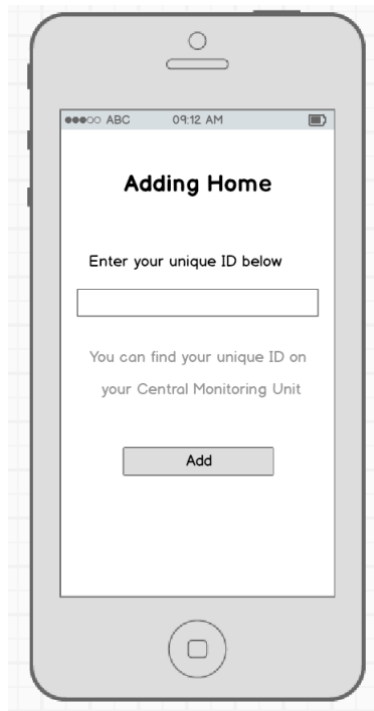 ABC 09:12 AM
Adding Home
Enter your unique ID below
You can find your unique ID on
your Central Monitoring Unit
Add